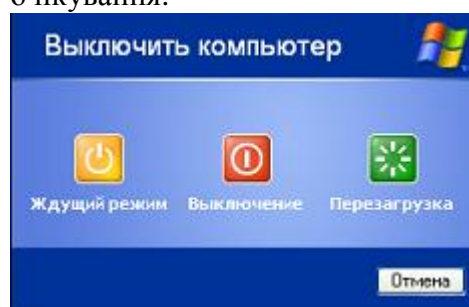 Выключить компьютер
Ждущий режим Выключение Перезагрузка
Отмена